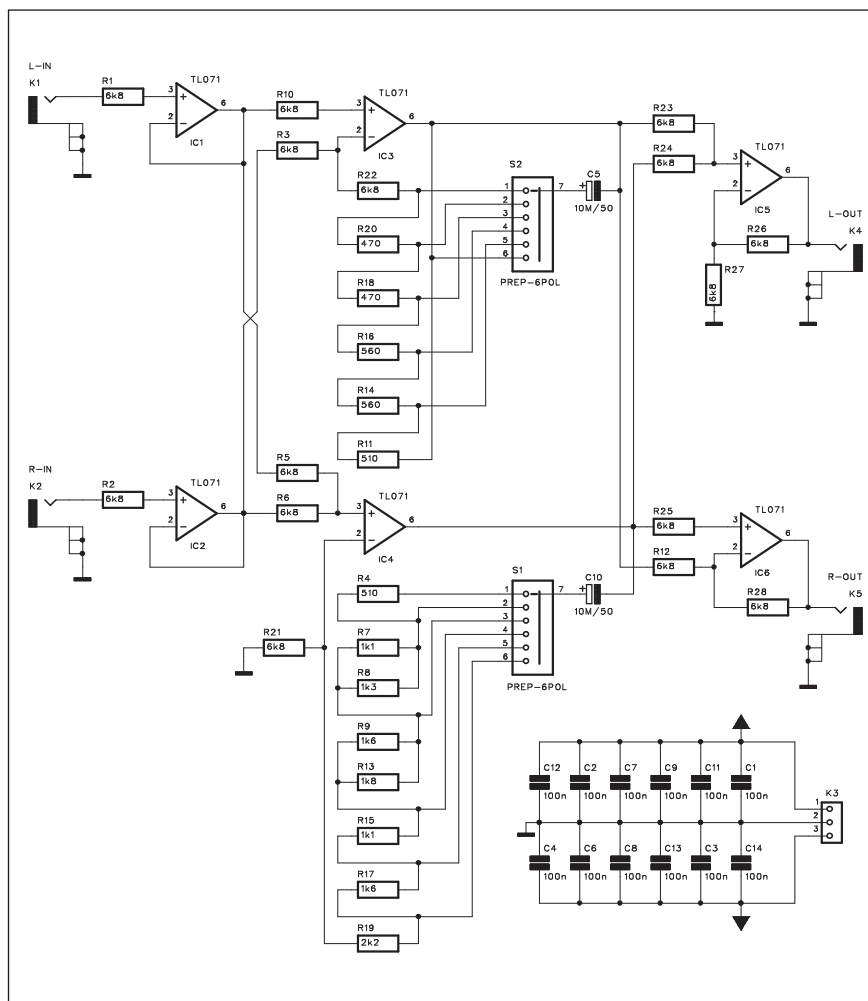 L-IN
K1
R1
6k8
TL071
3
+
2
−
6
IC1
R10
6k8
R3
6k8
TL071
3
+
2
−
6
IC3
R22
6k8
R20
470
R18
470
R16
560
R14
560
R11
510
S2
1
2
3
4
5
6
7
PREP-6POL
+
C5
10M/50
R23
6k8
R24
6k8
TL071
3
+
2
−
6
IC5
R26
6k8
R27
6k8
L-OUT
K4
R-IN
K2
R2
6k8
TL071
3
+
2
−
6
IC2
R5
6k8
R6
6k8
TL071
3
+
2
−
6
IC4
R21
6k8
R4
510
R7
1k1
R8
1k3
R9
1k6
R13
1k8
R15
1k1
R17
1k6
R19
2k2
S1
1
2
3
4
5
6
7
PREP-6POL
+
C10
10M/50
R25
6k8
R12
6k8
TL071
3
+
2
−
6
IC6
R28
6k8
R-OUT
K5
C12 C2 C7 C9 C11 C1
100n 100n 100n 100n 100n 100n
K3
1
2
3
C4 C6 C8 C13 C3 C14
100n 100n 100n 100n 100n 100n